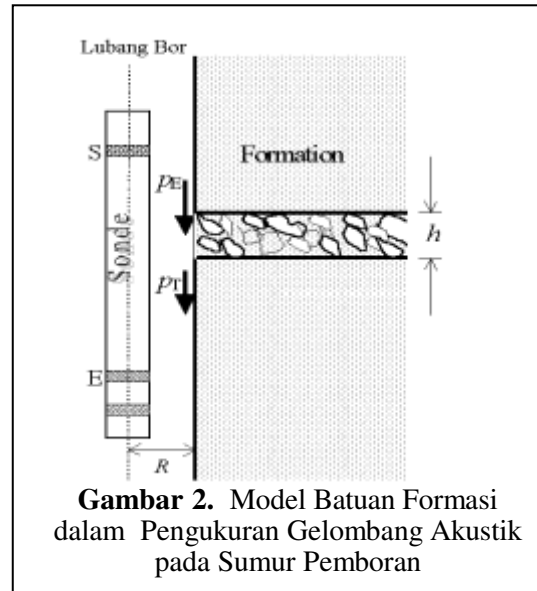 Lubang Bor
S
Formation
pE
h
Sonde
pT
E
R
Gambar 2. Model Batuan Formasi
dalam Pengukuran Gelombang Akustik
pada Sumur Pemboran